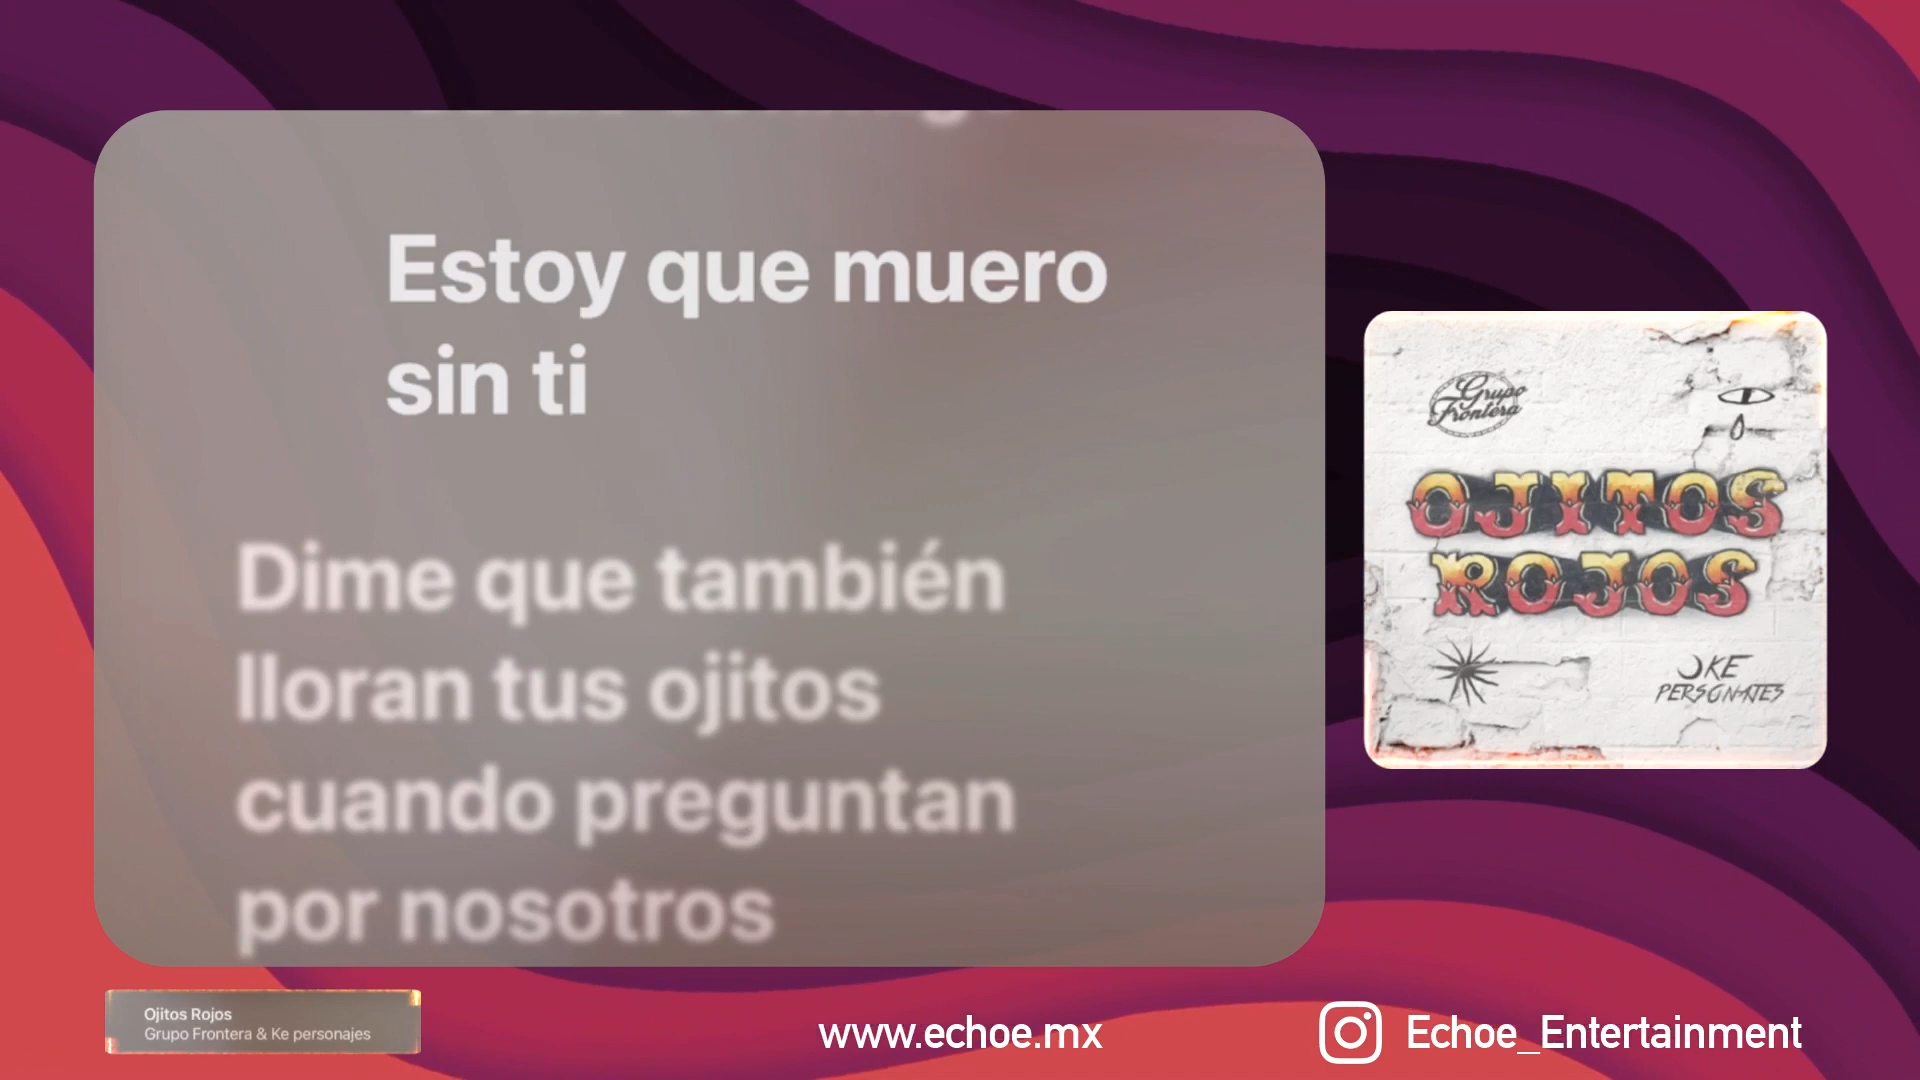 Estoy que muero
sin ti
Dime que también
lloran tus ojitos
cuando preguntan
por nosotros
Grupo
Frontera
OJITOS
ROJOS
KE
PERSONAJES
Ojitos Rojos
Grupo Frontera & Ke personajes
www.echoe.mx
Echoe_Entertainment